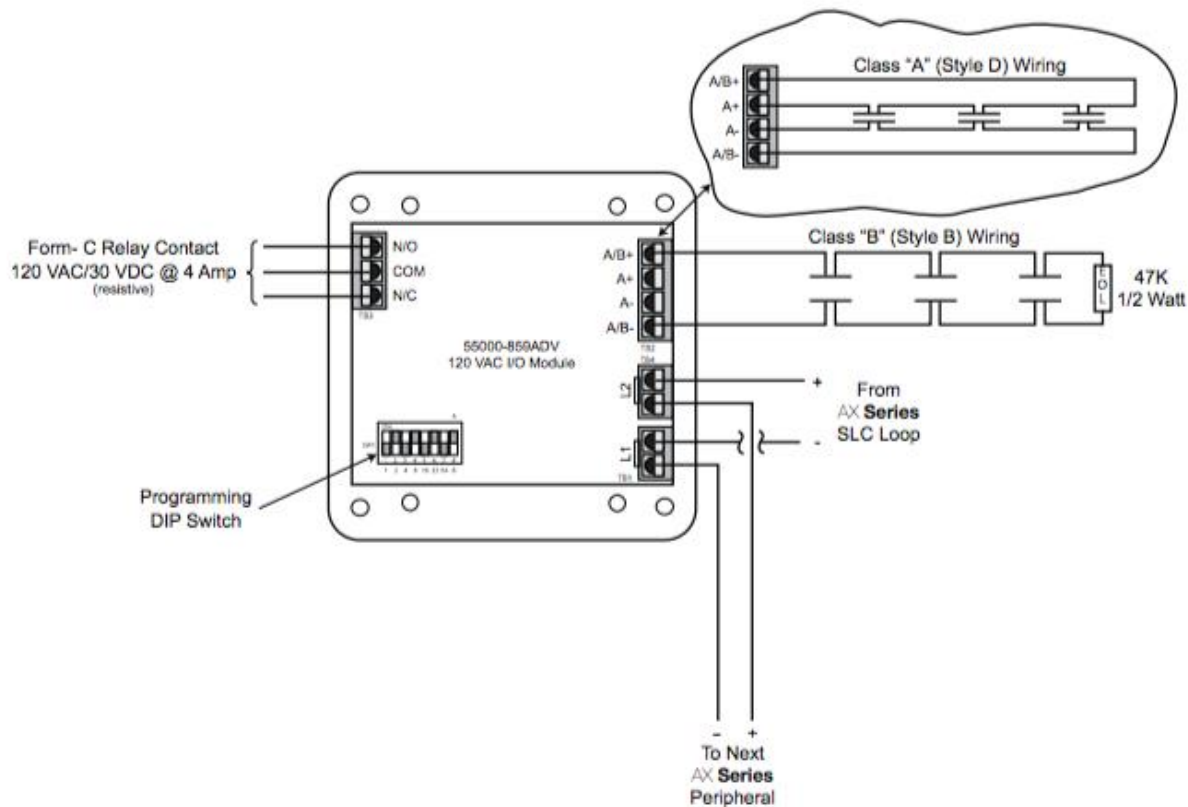 Class "A" (Style D) Wiring
A/B+
A+
A-
A/B-
Form- C Relay Contact
120 VAC/30 VDC @ 4 Amp
(resistive)
N/O
COM
N/C
TB3
A/B+
A+
A-
A/B-
TB2
Class "B" (Style B) Wiring
EOL
47K
1/2 Watt
55000-859ADV
120 VAC I/O Module
TB4
L2
L1
TB1
+
-
From
AX Series
SLC Loop
Programming
DIP Switch
- +
To Next
AX Series
Peripheral